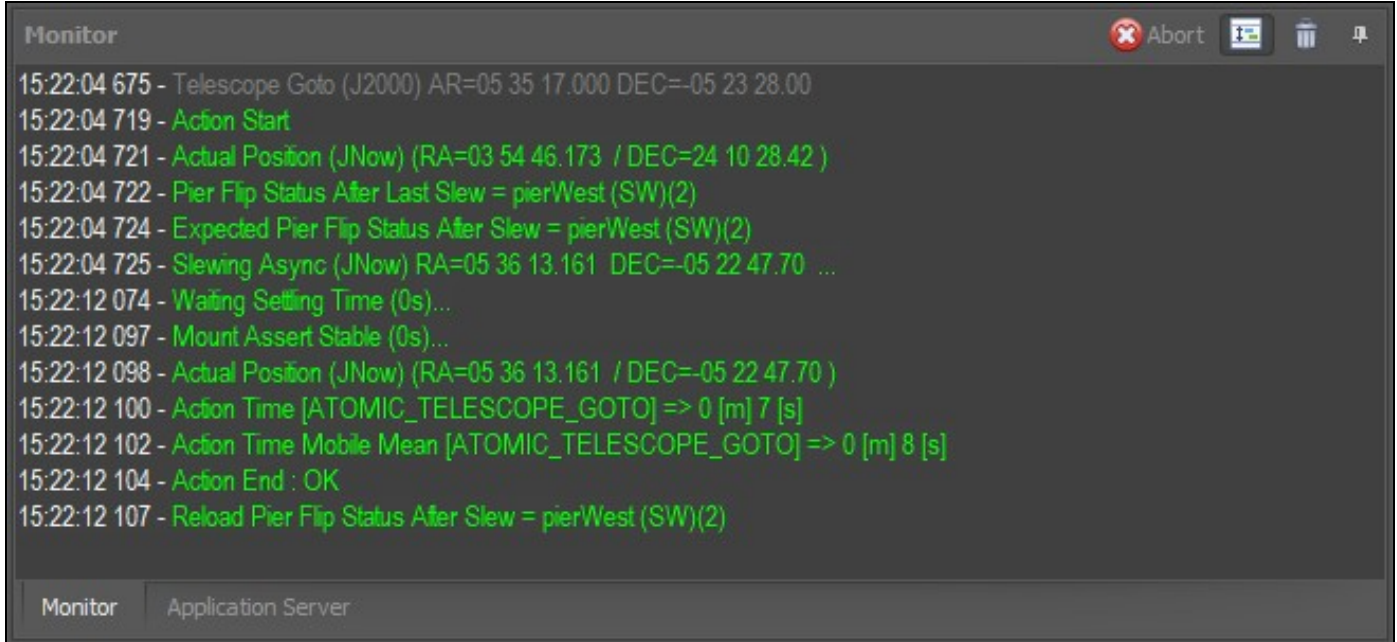 Monitor
Abort
15:22:04 675 - Telescope Goto (J2000) AR=05 35 17.000 DEC=-05 23 28.00
15:22:04 719 - Action Start
15:22:04 721 - Actual Position (JNow) (RA=03 54 46.173 / DEC=24 10 28.42 )
15:22:04 722 - Pier Flip Status After Last Slew = pierWest (SW)(2)
15:22:04 724 - Expected Pier Flip Status After Slew = pierWest (SW)(2)
15:22:04 725 - Slewing Async (JNow) RA=05 36 13.161 DEC=-05 22 47.70 ...
15:22:12 074 - Waiting Settling Time (0s)...
15:22:12 097 - Mount Assert Stable (0s)...
15:22:12 098 - Actual Position (JNow) (RA=05 36 13.161 / DEC=-05 22 47.70 )
15:22:12 100 - Action Time [ATOMIC_TELESCOPE_GOTO] => 0 [m] 7 [s]
15:22:12 102 - Action Time Mobile Mean [ATOMIC_TELESCOPE_GOTO] => 0 [m] 8 [s]
15:22:12 104 - Action End : OK
15:22:12 107 - Reload Pier Flip Status After Slew = pierWest (SW)(2)
Monitor
Application Server